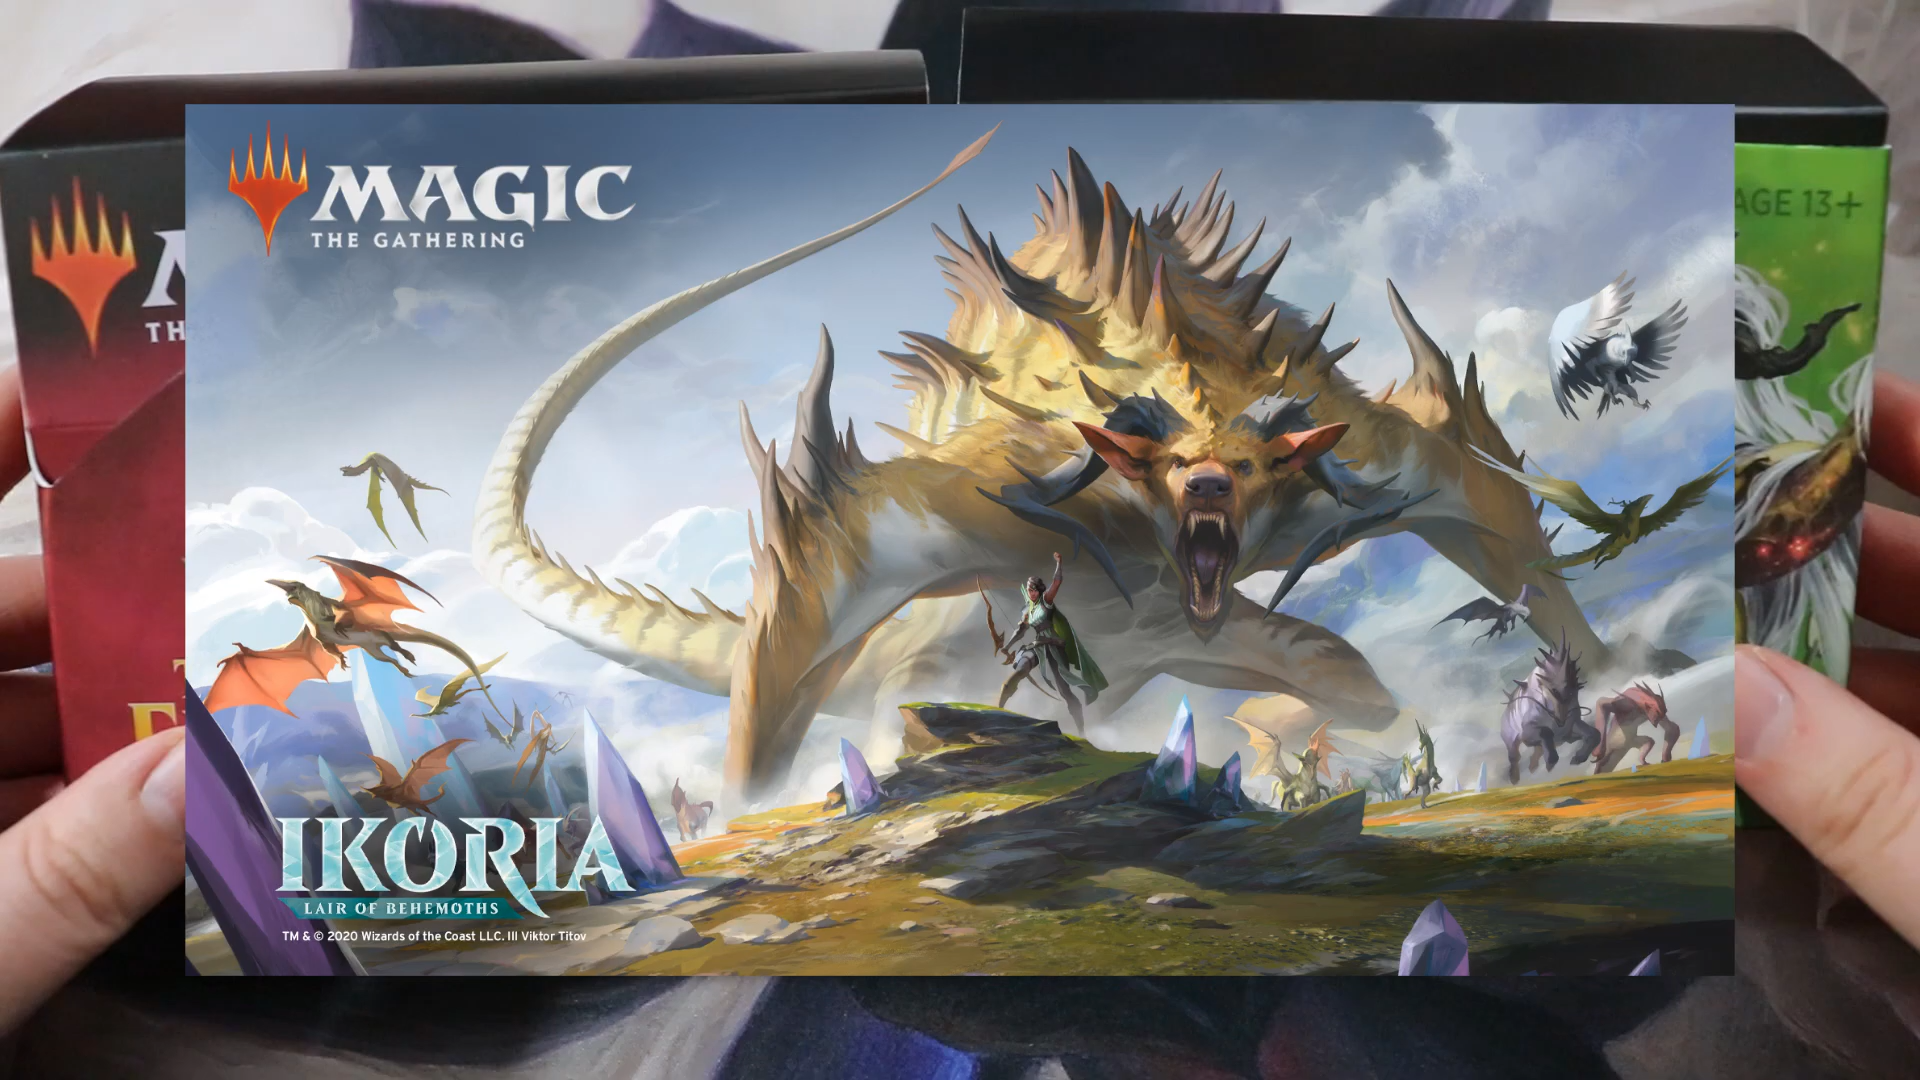 MAGIC
THE GATHERING
AGE 13+
TH
IKORIA
LAIR OF BEHEMOTHS
TM & © 2020 Wizards of the Coast LLC. Ill Viktor Titov